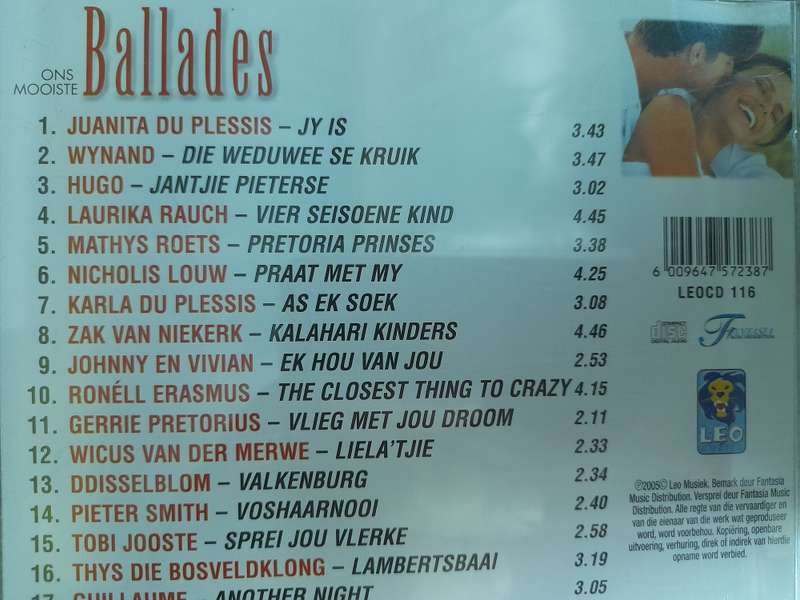 ONS
MOOISTE
Ballades
1. JUANITA DU PLESSIS – JY IS 3.43
2. WYNAND – DIE WEDUWEE SE KRUIK 3.47
3. HUGO – JANTJIE PIETERSE 3.02
4. LAURIKA RAUCH – VIER SEISOENE KIND 4.45
5. MATHYS ROETS – PRETORIA PRINSES 3.38
6. NICHOLIS LOUW – PRAAT MET MY 4.25
7. KARLA DU PLESSIS – AS EK SOEK 3.08
8. ZAK VAN NIEKERK – KALAHARI KINDERS 4.46
9. JOHNNY EN VIVIAN – EK HOU VAN JOU 2.53
10. RONÉLL ERASMUS – THE CLOSEST THING TO CRAZY 4.15
11. GERRIE PRETORIUS – VLIEG MET JOU DROOM 2.11
12. WICUS VAN DER MERWE – LIELA'TJIE 2.33
13. DDISSELBLOM – VALKENBURG 2.34
14. PIETER SMITH – VOSHAARNOOI 2.40
15. TOBI JOOSTE – SPREI JOU VLERKE 2.58
16. THYS DIE BOSVELDKLONG – LAMBERTSBAAI 3.19
17. GUILLAUME – ANOTHER NIGHT 3.05
6 009647 572387
LEOCD 116
COMPACT
disc
DIGITAL AUDIO
LEO
℗2005© Leo Musiek. Bemark deur Fantasia
Music Distribution. Versprei deur Fantasia Music
Distribution. Alle regte van die vervaardiger en
van die eienaar van die werk wat geproduseer
word, word voorbehou. Kopiëring, openbare
uitvoering, verhuring, direk of indirek van hierdie
opname word verbied.